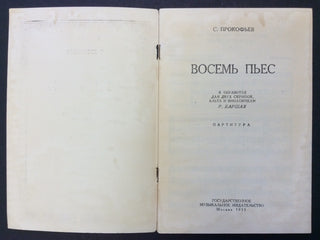 С. ПРОКОФЬЕВ
ВОСЕМЬ ПЬЕС
В ОБРАБОТКЕ
ДЛЯ ДВУХ СКРИПОК,
АЛЬТА И ВИОЛОНЧЕЛИ
Р. БАРШАЯ
ПАРТИТУРА
ГОСУДАРСТВЕННОЕ
МУЗЫКАЛЬНОЕ ИЗДАТЕЛЬСТВО
Москва